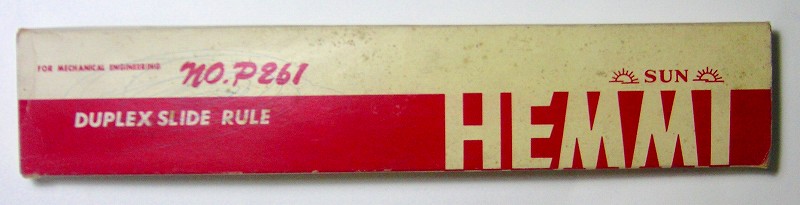 FOR MECHANICAL ENGINEERING
NO. P261
DUPLEX SLIDE RULE
SUN
HEMMI